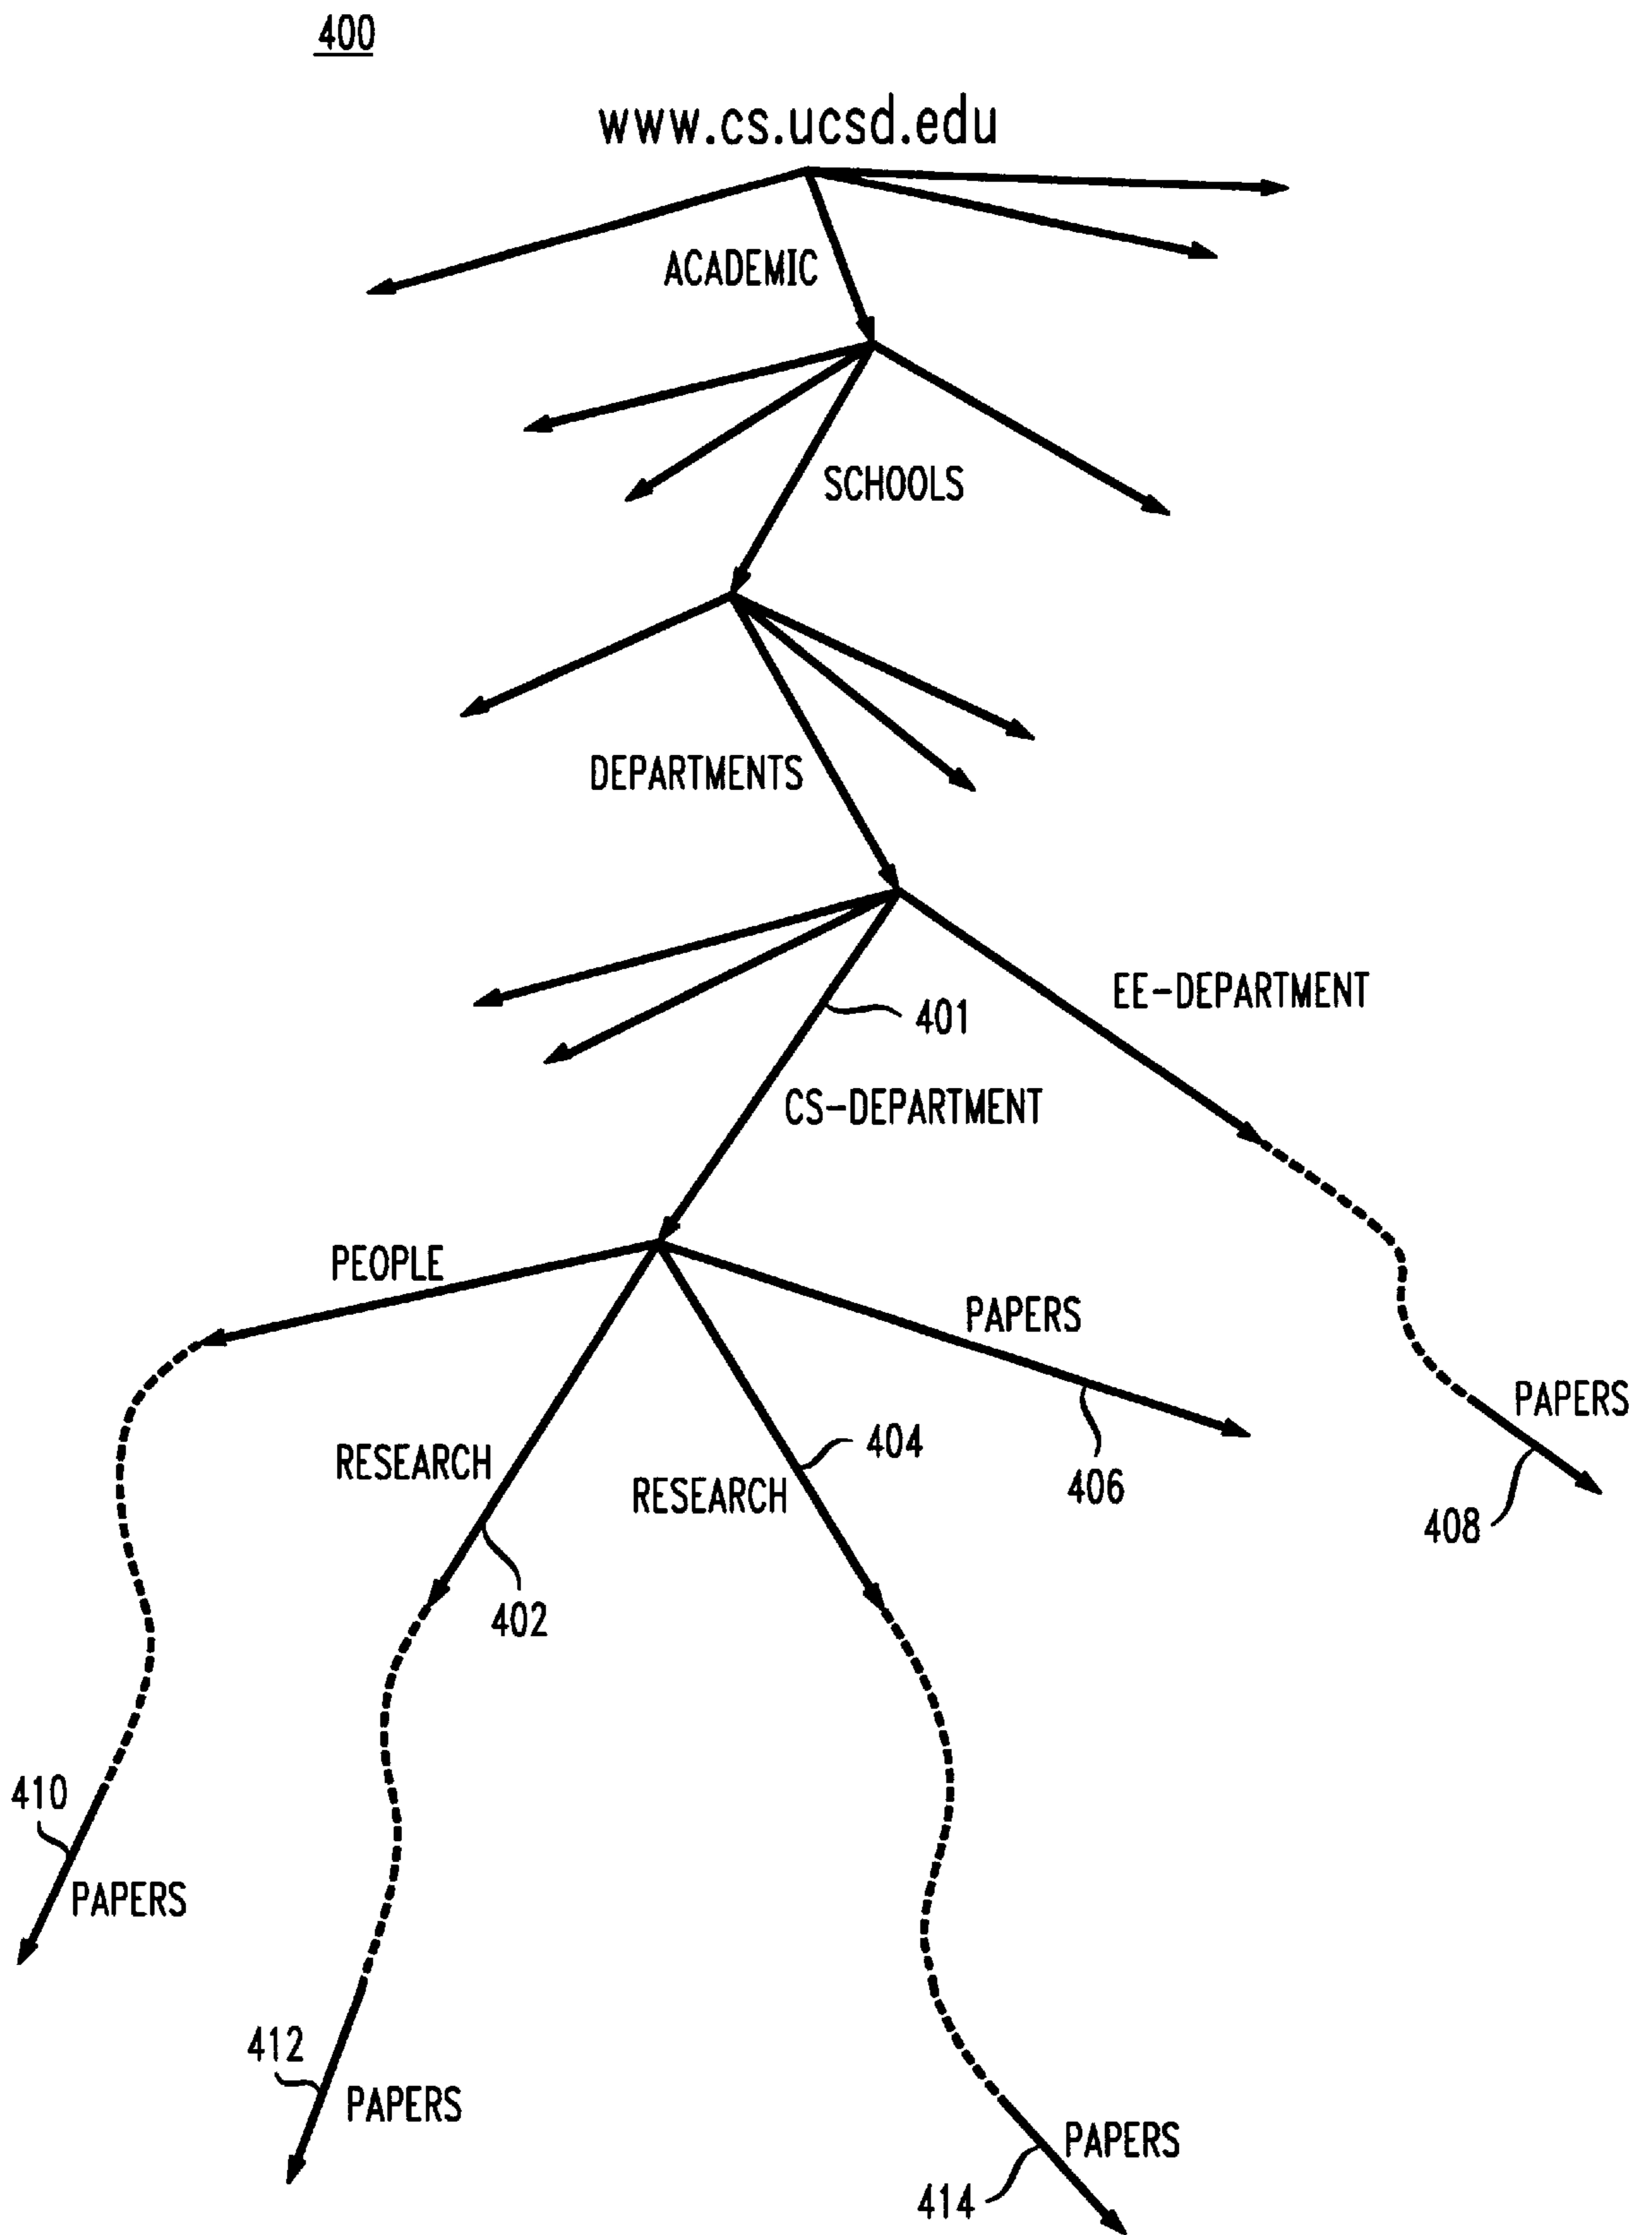 400
www.cs.ucsd.edu
ACADEMIC
SCHOOLS
DEPARTMENTS
EE-DEPARTMENT
401
CS-DEPARTMENT
PEOPLE
PAPERS
PAPERS
404
RESEARCH
RESEARCH
406
408
402
410
PAPERS
412
PAPERS
PAPERS
414